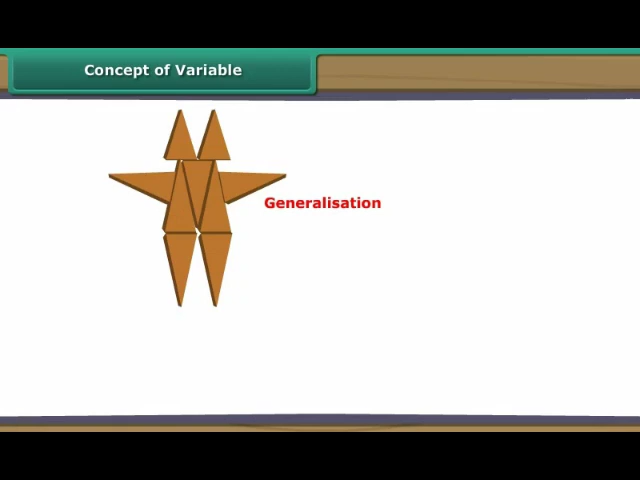 Concept of Variable
Generalisation